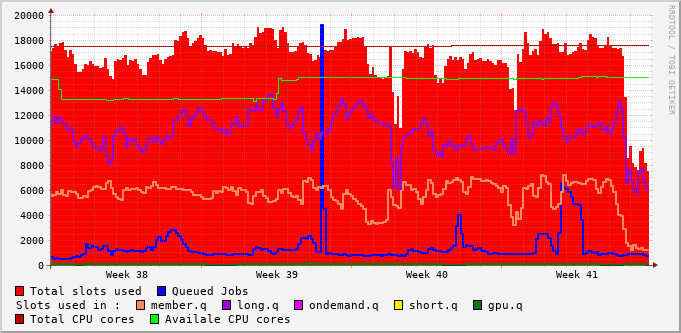 20000
18000
16000
14000
12000
10000
8000
6000
4000
2000
0
Week 38 Week 39 Week 40 Week 41
RRDTOOL / TOBI OETIKER
Total slots used Queued Jobs
Slots used in : member.q long.q ondemand.q short.q gpu.q
Total CPU cores Availale CPU cores